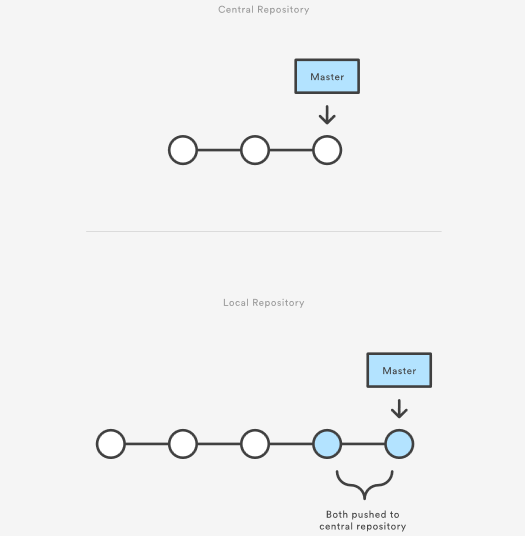 Central Repository
Master
Local Repository
Master
Both pushed to
central repository